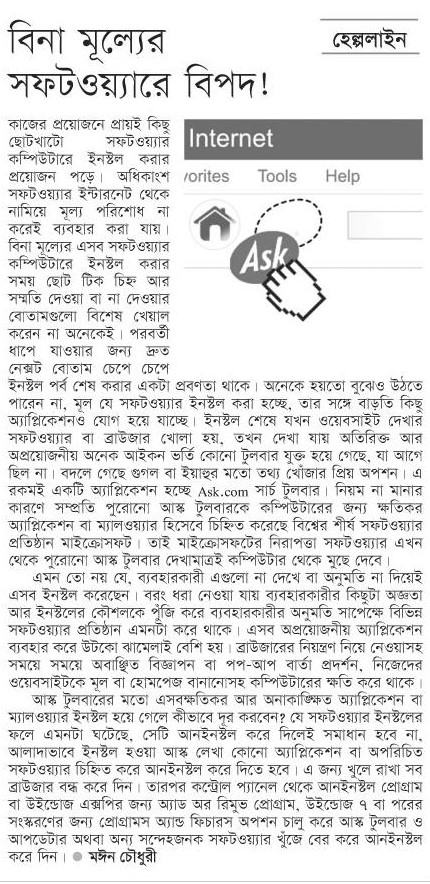 বিনা মূল্যের
সফটওয়্যারে বিপদ!
হেল্পলাইন
কাজের প্রয়োজনে প্রায়ই কিছু
ছোটখাটো সফটওয়্যার
কম্পিউটারে ইনস্টল করার
প্রয়োজন পড়ে। অধিকাংশ
সফটওয়্যার ইন্টারনেট থেকে
নামিয়ে মূল্য পরিশোধ না
করেই ব্যবহার করা যায়।
বিনা মূল্যের এসব সফটওয়্যার
কম্পিউটারে ইনস্টল করার
সময় ছোট টিক চিহ্ন আর
সম্মতি দেওয়া বা না দেওয়ার
বোতামগুলো বিশেষ খেয়াল
করেন না অনেকেই। পরবর্তী
ধাপে যাওয়ার জন্য দ্রুত
নেক্সট বোতাম চেপে চেপে
Internet
vorites Tools Help
Ask
ইনস্টল পর্ব শেষ করার একটা প্রবণতা থাকে। অনেকে হয়তো বুঝেও উঠতে
পারেন না, মূল যে সফটওয়্যার ইনস্টল করা হচ্ছে, তার সঙ্গে বাড়তি কিছু
অ্যাপ্লিকেশনও যোগ হয়ে যাচ্ছে। ইনস্টল শেষে যখন ওয়েবসাইট দেখার
সফটওয়্যার বা ব্রাউজার খোলা হয়, তখন দেখা যায় অতিরিক্ত আর
অপ্রয়োজনীয় অনেক আইকন ভর্তি কোনো টুলবার যুক্ত হয়ে গেছে, যা আগে
ছিল না। বদলে গেছে গুগল বা ইয়াহুর মতো তথ্য খোঁজার প্রিয় অপশন। এ
রকমই একটি অ্যাপ্লিকেশন হচ্ছে Ask.com সার্চ টুলবার। নিয়ম না মানার
কারণে সম্প্রতি পুরোনো আস্ক টুলবারকে কম্পিউটারের জন্য ক্ষতিকর
অ্যাপ্লিকেশন বা ম্যালওয়্যার হিসেবে চিহ্নিত করেছে বিশ্বের শীর্ষ সফটওয়্যার
প্রতিষ্ঠান মাইক্রোসফট। তাই মাইক্রোসফটের নিরাপত্তা সফটওয়্যার এখন
থেকে পুরোনো আস্ক টুলবার দেখামাত্রই কম্পিউটার থেকে মুছে দেবে।
এমন তো নয় যে, ব্যবহারকারী এগুলো না দেখে বা অনুমতি না দিয়েই
এসব ইনস্টল করেছেন। বরং ধরা নেওয়া যায় ব্যবহারকারীর কিছুটা অজ্ঞতা
আর ইনস্টলের কৌশলকে পুঁজি করে ব্যবহারকারীর অনুমতি সাপেক্ষে বিভিন্ন
সফটওয়্যার প্রতিষ্ঠান এমনটা করে থাকে। এসব অপ্রয়োজনীয় অ্যাপ্লিকেশন
ব্যবহার করে উটকো ঝামেলাই বেশি হয়। ব্রাউজারের নিয়ন্ত্রণ নিয়ে নেওয়াসহ
সময়ে সময়ে অবাঞ্ছিত বিজ্ঞাপন বা পপ-আপ বার্তা প্রদর্শন, নিজেদের
ওয়েবসাইটকে মূল বা হোমপেজ বানানোসহ কম্পিউটারের ক্ষতি করে থাকে।
আস্ক টুলবারের মতো এসবক্ষতিকর আর অনাকাঙ্ক্ষিত অ্যাপ্লিকেশন বা
ম্যালওয়্যার ইনস্টল হয়ে গেলে কীভাবে দূর করবেন? যে সফটওয়্যার ইনস্টলের
ফলে এমনটা ঘটেছে, সেটি আনইনস্টল করে দিলেই সমাধান হবে না,
আলাদাভাবে ইনস্টল হওয়া আস্ক লেখা কোনো অ্যাপ্লিকেশন বা অপরিচিত
সফটওয়্যার চিহ্নিত করে আনইনস্টল করে দিতে হবে। এ জন্য খুলে রাখা সব
ব্রাউজার বন্ধ করে দিন। তারপর কন্ট্রোল প্যানেল থেকে আনইনস্টল প্রোগ্রাম
বা উইন্ডোজ এক্সপির জন্য অ্যাড অর রিমুভ প্রোগ্রাম, উইন্ডোজ ৭ বা পরের
সংস্করণের জন্য প্রোগ্রামস অ্যান্ড ফিচারস অপশন চালু করে আস্ক টুলবার ও
আপডেটার অথবা অন্য সন্দেহজনক সফটওয়্যার খুঁজে বের করে আনইনস্টল
করে দিন। ● মঈন চৌধুরী